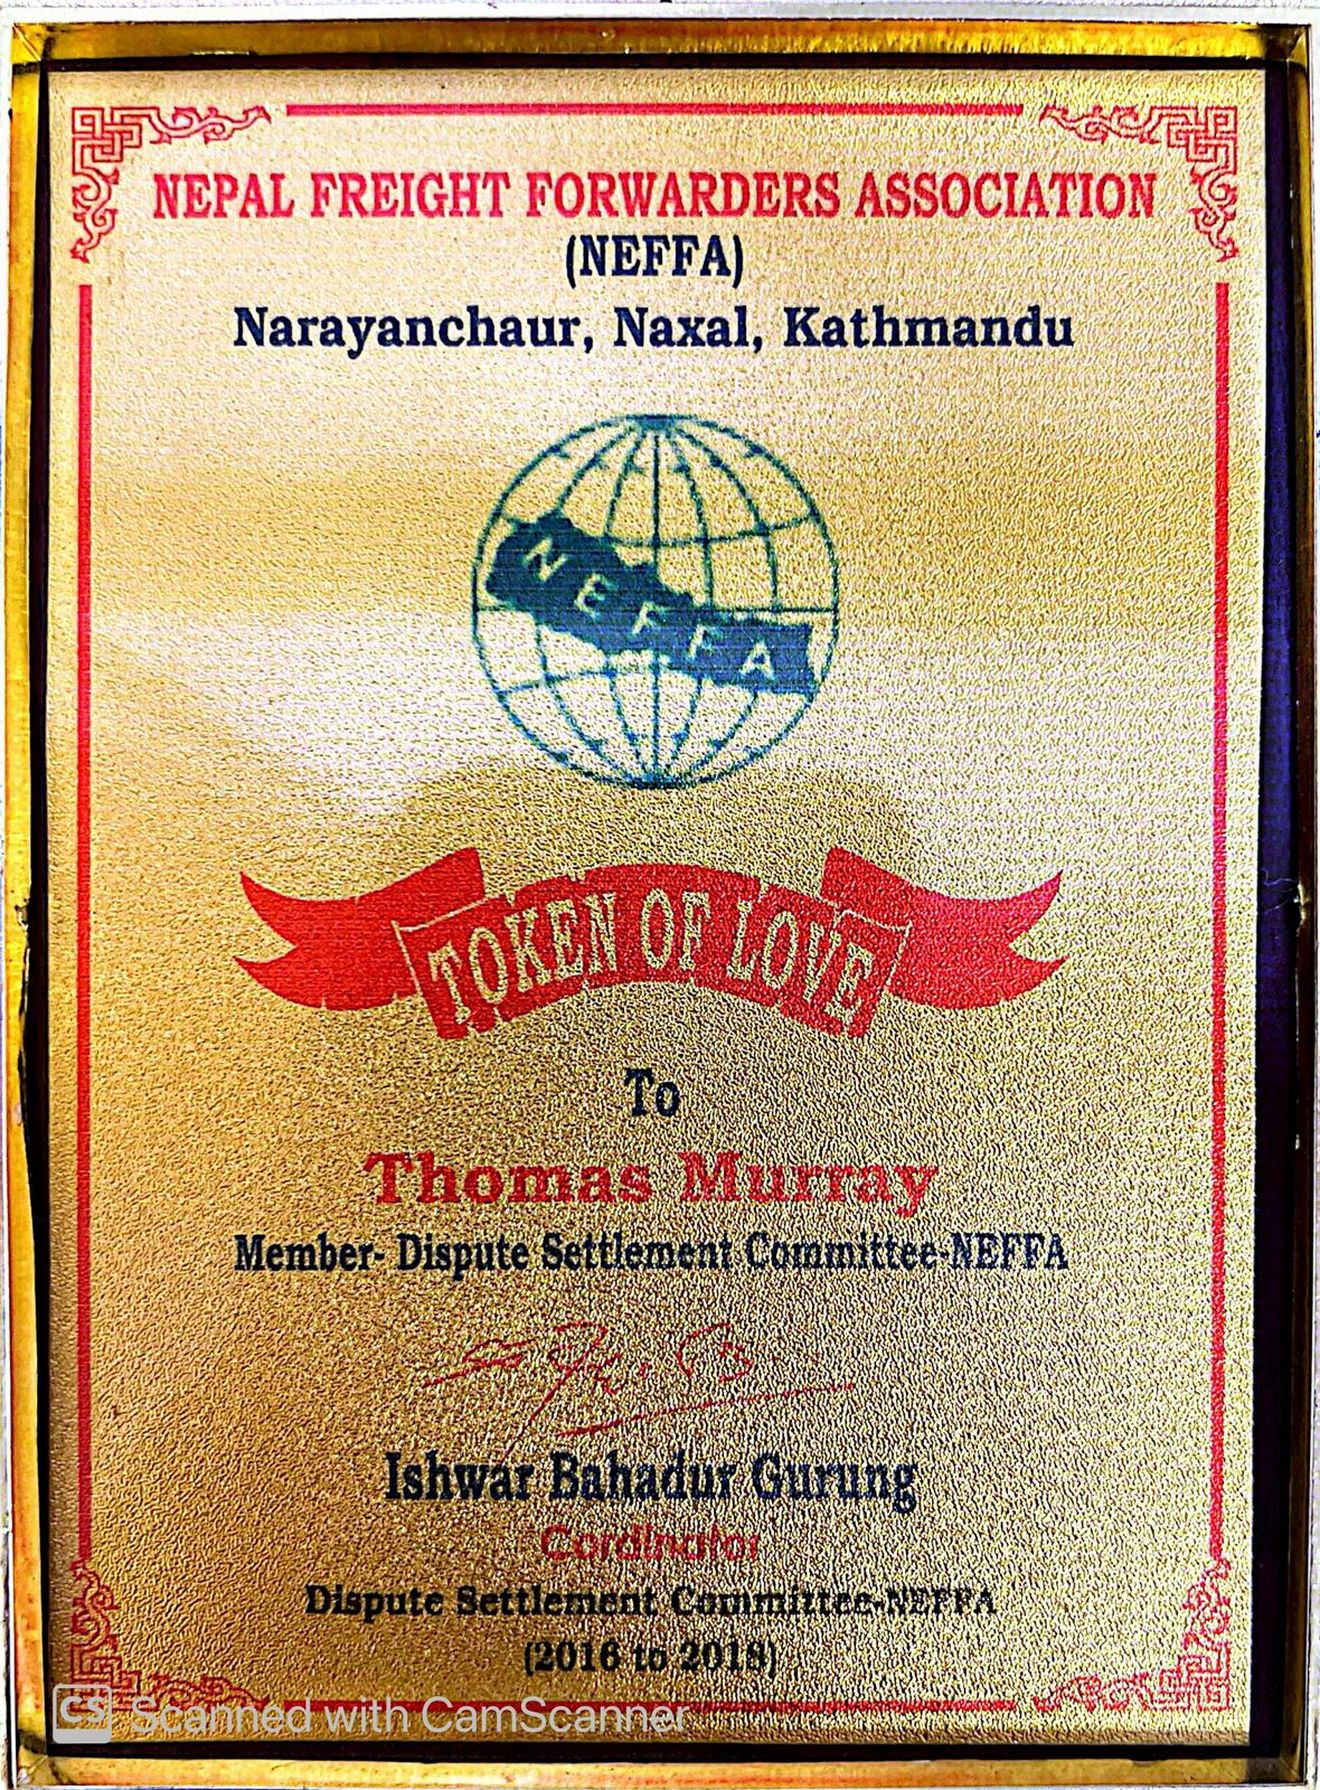 NEPAL FREIGHT FORWARDERS ASSOCIATION
(NEFFA)
Narayanchaur, Naxal, Kathmandu
NEFFA
TOKEN OF LOVE
To
Thomas Murray
Member- Dispute Settlement Committee-NEFFA
Ishwar Bahadur Gurung
Cordinator
Dispute Settlement Committee-NEFFA
(2016 to 2018)
CS Scanned with CamScanner